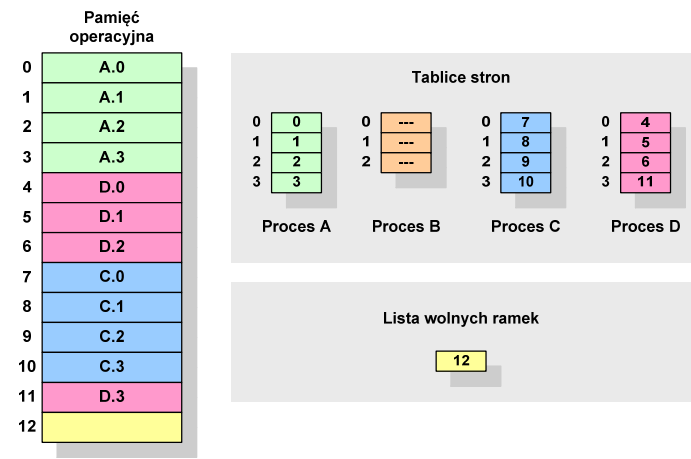 Pamięć
operacyjna
0 A.0
1 A.1
2 A.2
3 A.3
4 D.0
5 D.1
6 D.2
7 C.0
8 C.1
9 C.2
10 C.3
11 D.3
12
Tablice stron
0 0
1 1
2 2
3 3
Proces A
0 ---
1 ---
2 ---
Proces B
0 7
1 8
2 9
3 10
Proces C
0 4
1 5
2 6
3 11
Proces D
Lista wolnych ramek
12